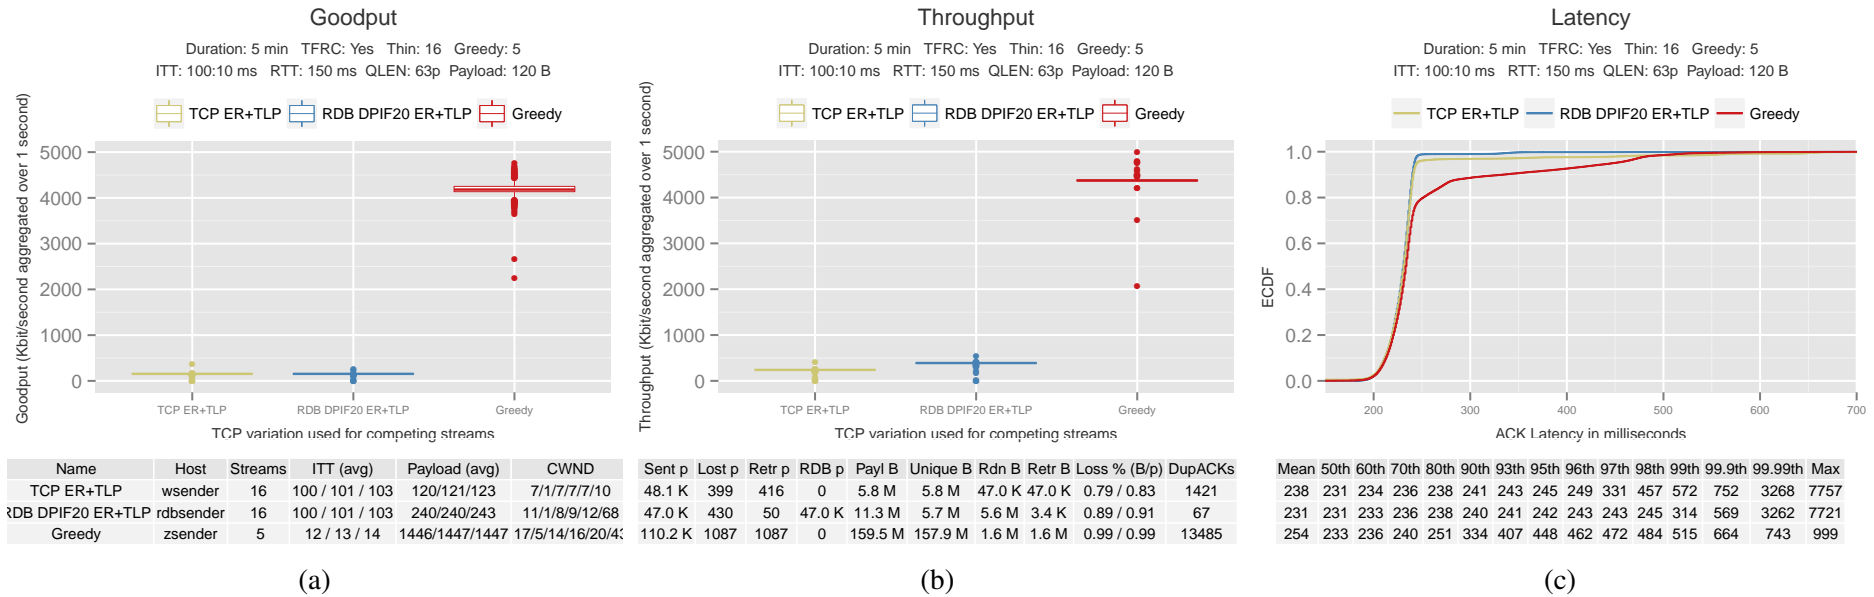 Goodput
Duration: 5 min TFRC: Yes Thin: 16 Greedy: 5
ITT: 100:10 ms RTT: 150 ms QLEN: 63p Payload: 120 B
TCP ER+TLP RDB DPIF20 ER+TLP Greedy
Goodput (Kbit/second aggregated over 1 second)
5000
4000
3000
2000
1000
0
TCP ER+TLP RDB DPIF20 ER+TLP Greedy
TCP variation used for competing streams
Name Host Streams ITT (avg) Payload (avg) CWND
TCP ER+TLP wsender 16 100 / 101 / 103 120/121/123 7/1/7/7/7/10
RDB DPIF20 ER+TLP rdbsender 16 100 / 101 / 103 240/240/243 11/1/8/9/12/68
Greedy zsender 5 12 / 13 / 14 1446/1447/1447 17/5/14/16/20/43
(a)
Throughput
Duration: 5 min TFRC: Yes Thin: 16 Greedy: 5
ITT: 100:10 ms RTT: 150 ms QLEN: 63p Payload: 120 B
TCP ER+TLP RDB DPIF20 ER+TLP Greedy
Throughput (Kbit/second aggregated over 1 second)
5000
4000
3000
2000
1000
0
TCP ER+TLP RDB DPIF20 ER+TLP Greedy
TCP variation used for competing streams
Sent p Lost p Retr p RDB p Payl B Unique B Rdn B Retr B Loss % (B/p) DupACKs
48.1 K 399 416 0 5.8 M 5.8 M 47.0 K 47.0 K 0.79 / 0.83 1421
47.0 K 430 50 47.0 K 11.3 M 5.7 M 5.6 M 3.4 K 0.89 / 0.91 67
110.2 K 1087 1087 0 159.5 M 157.9 M 1.6 M 1.6 M 0.99 / 0.99 13485
(b)
Latency
Duration: 5 min TFRC: Yes Thin: 16 Greedy: 5
ITT: 100:10 ms RTT: 150 ms QLEN: 63p Payload: 120 B
TCP ER+TLP RDB DPIF20 ER+TLP Greedy
ECDF
1.0
0.8
0.6
0.4
0.2
0.0
200 300 400 500 600 700
ACK Latency in milliseconds
Mean 50th 60th 70th 80th 90th 93th 95th 96th 97th 98th 99th 99.9th 99.99th Max
238 231 234 236 238 241 243 245 249 331 457 572 752 3268 7757
231 231 233 236 238 240 241 242 243 243 245 314 569 3262 7721
254 233 236 240 251 334 407 448 462 472 484 515 664 743 999
(c)